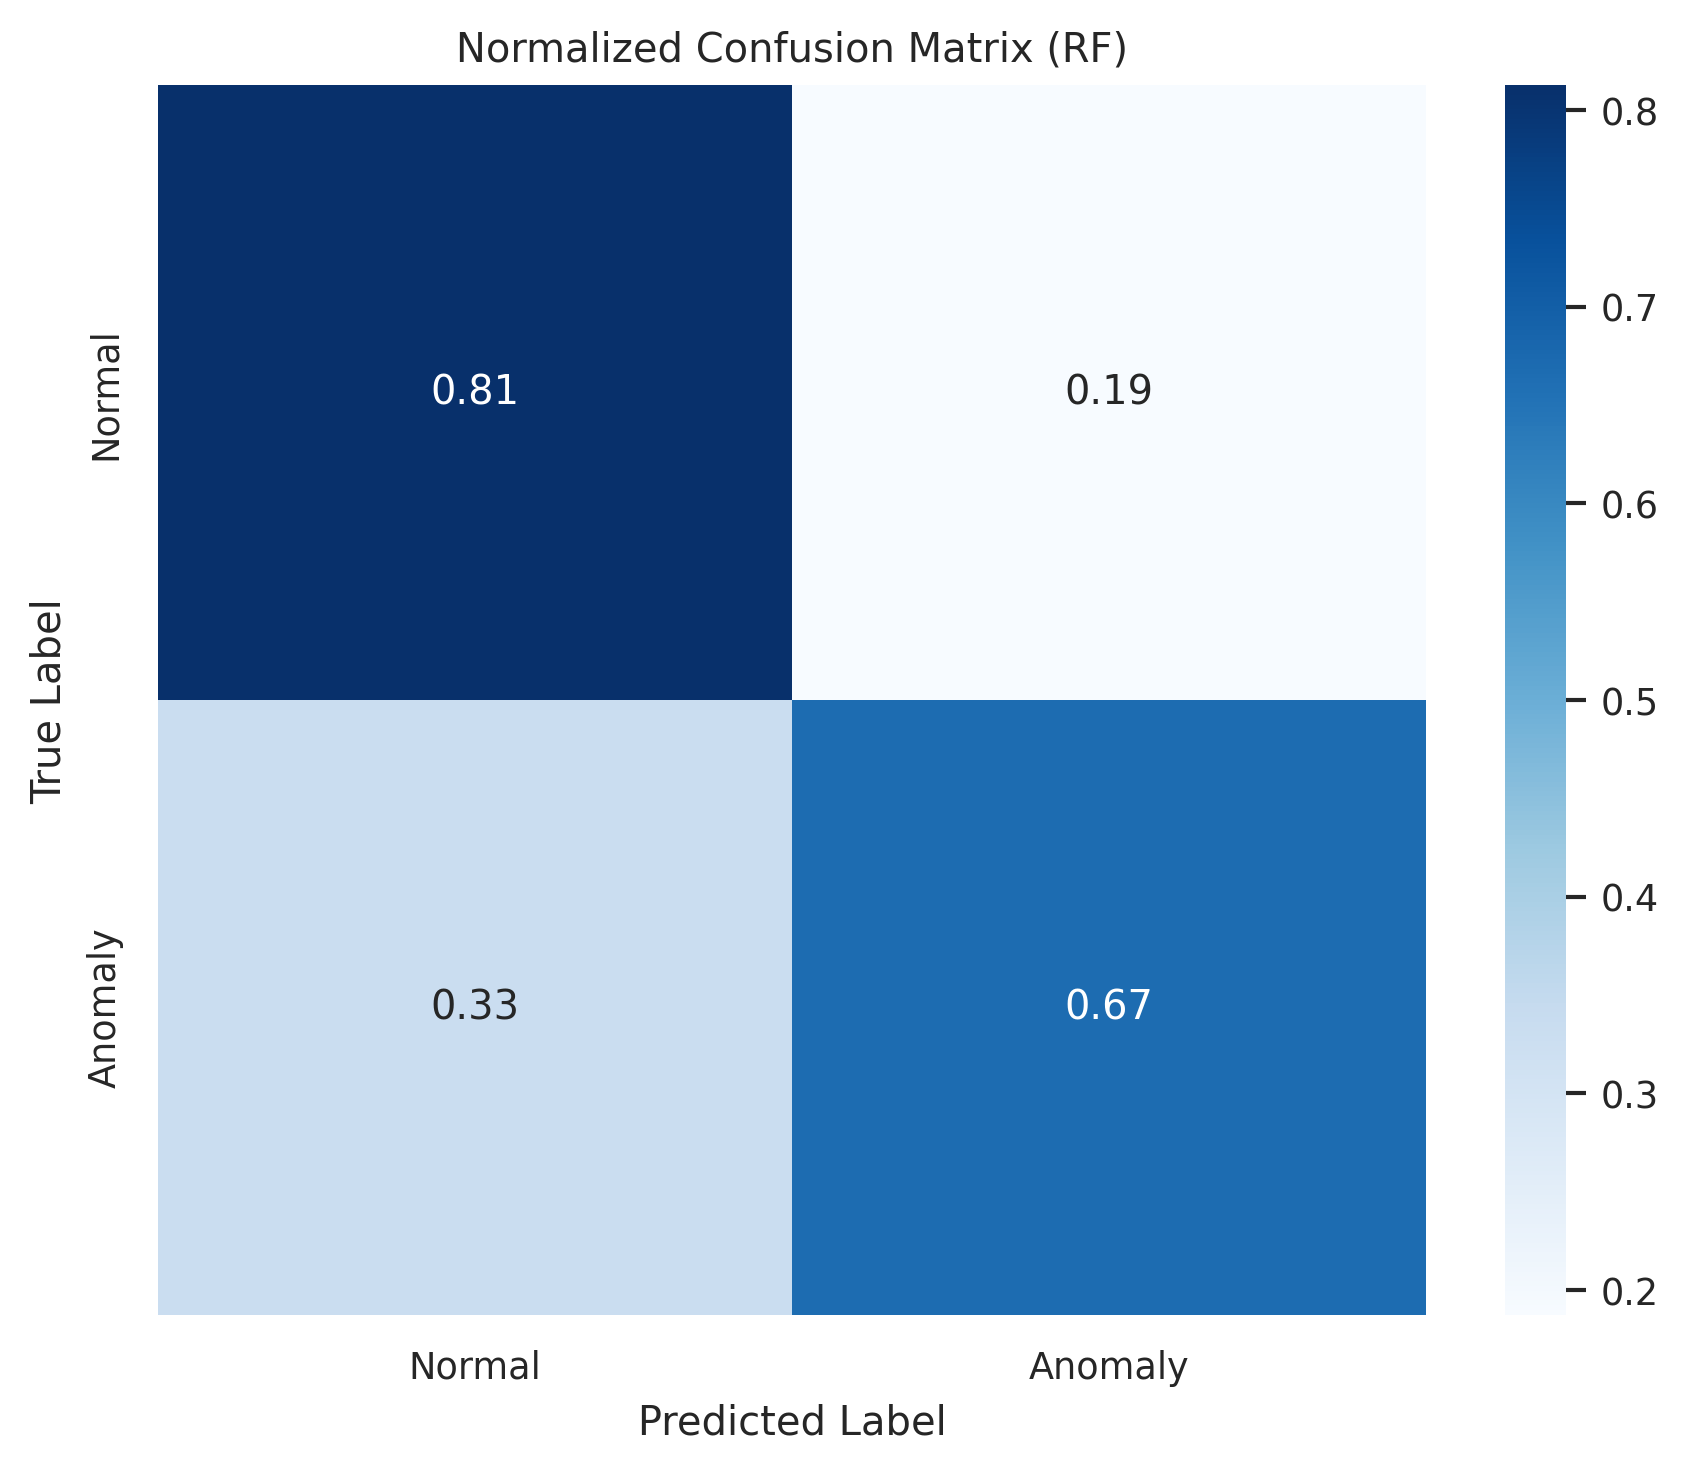 Normalized Confusion Matrix (RF)
True Label
Normal
Anomaly
0.81
0.19
0.33
0.67
Normal
Anomaly
Predicted Label
0.8
0.7
0.6
0.5
0.4
0.3
0.2